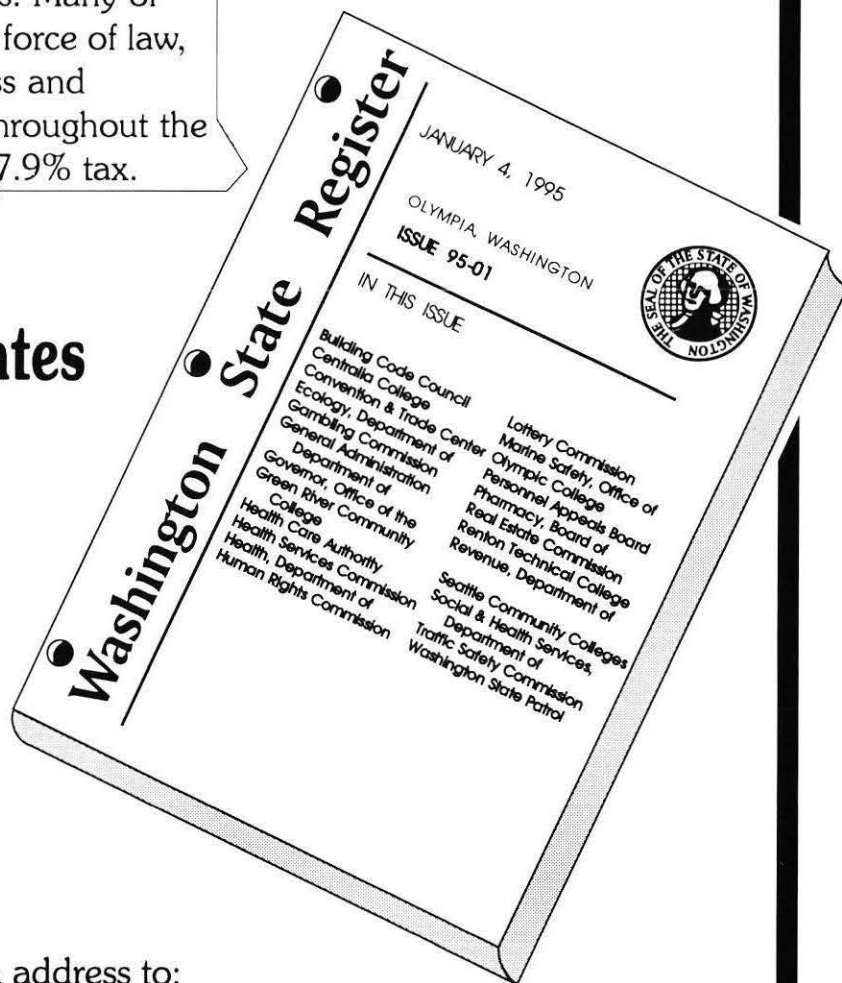 s. Many of
force of law,
ss and
hroughout the
7.9% tax.
ates
Washington State Register
JANUARY 4, 1995
OLYMPIA, WASHINGTON
ISSUE 95-01
THE SEAL OF THE STATE OF WASHINGTON
IN THIS ISSUE
Building Code Council
Centralia College
Convention & Trade Center
Ecology, Department of
Gambling Commission
General Administration
Department of
Governor, Office of the
Green River Community
College
Health Care Authority
Health Services Commission
Health, Department of
Human Rights Commission
Lottery Commission
Marine Safety, Office of
Olympic College
Personnel Appeals Board
Pharmacy, Board of
Real Estate Commission
Renton Technical College
Revenue, Department of
Seattle Community Colleges
Social & Health Services,
Department of
Traffic Safety Commission
Washington State Patrol
address to: